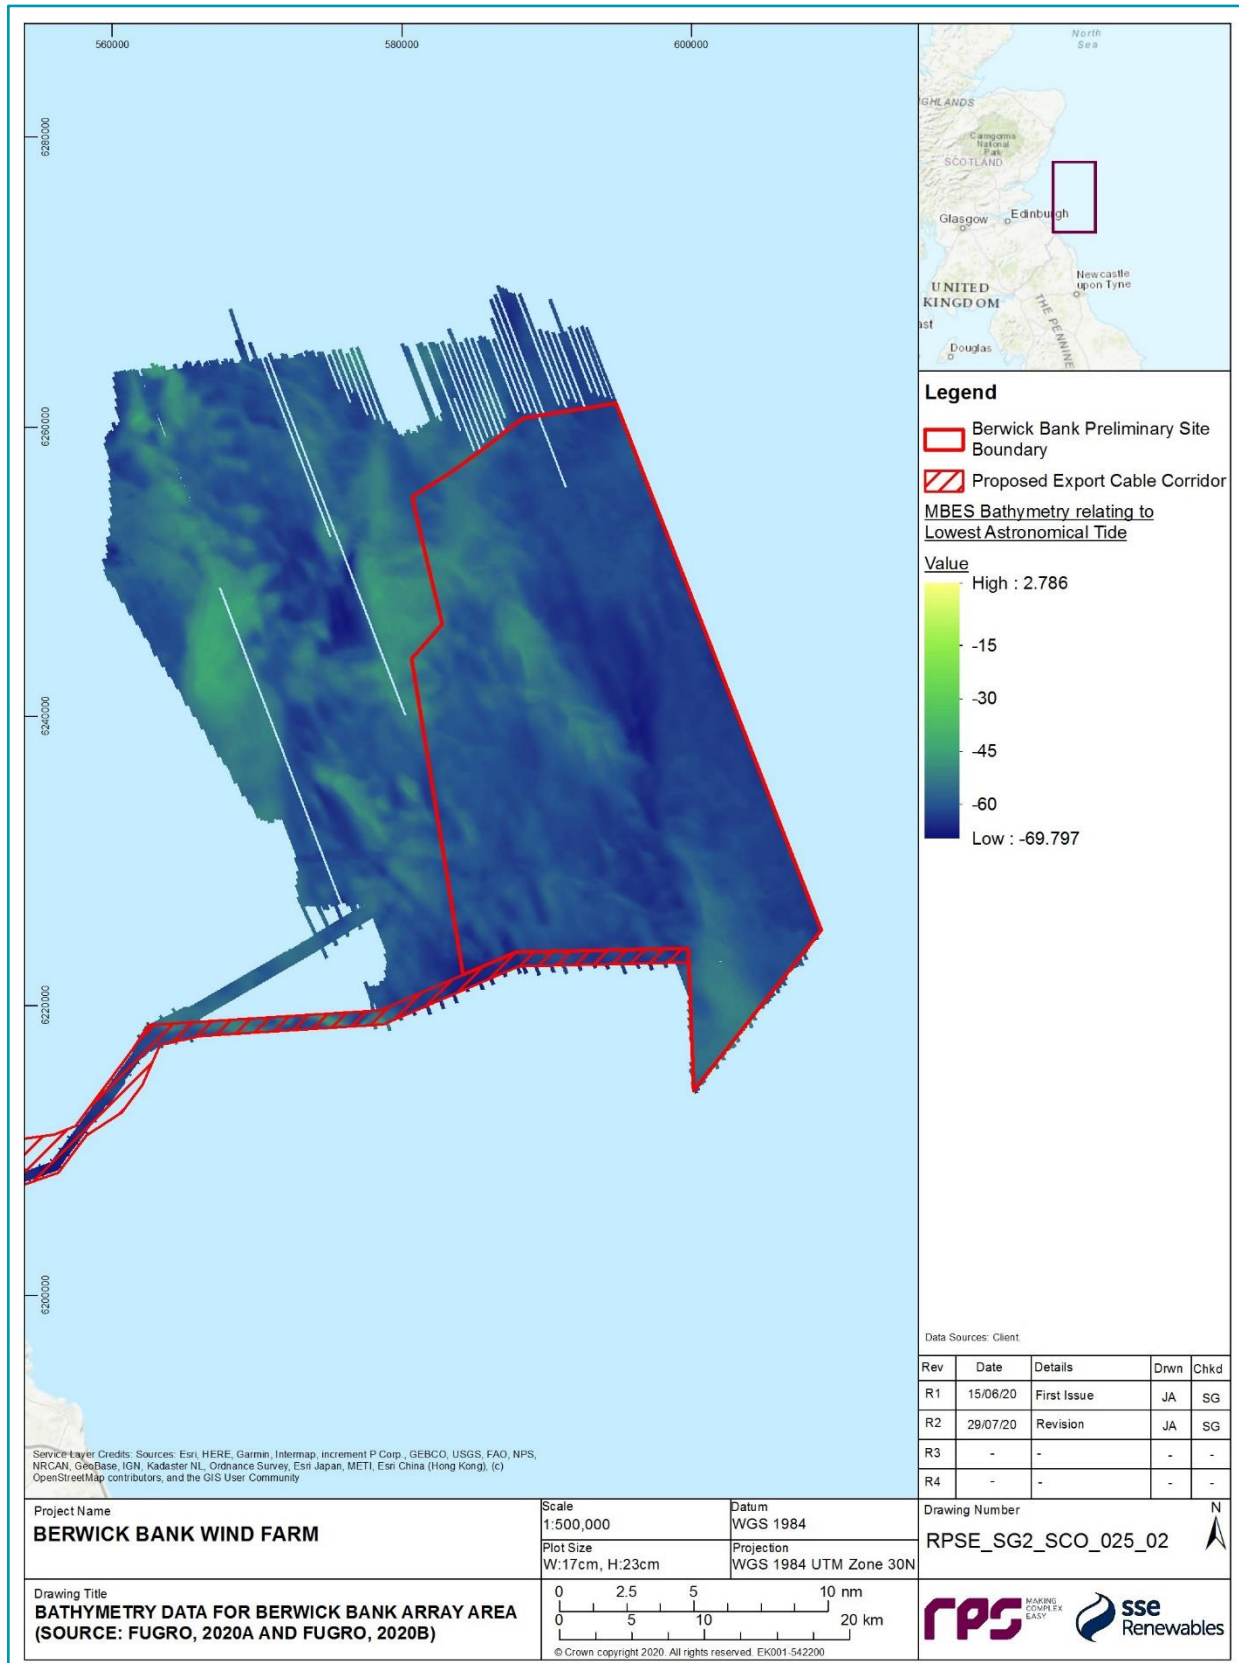 560000
580000
600000
6280000
6260000
6240000
6220000
6200000
Service Layer Credits: Sources: Esri, HERE, Garmin, Intermap, increment P Corp., GEBCO, USGS, FAO, NPS,
NRCAN, GeoBase, IGN, Kadaster NL, Ordnance Survey, Esri Japan, METI, Esri China (Hong Kong), (c)
OpenStreetMap contributors, and the GIS User Community
North
Sea
GHLANDS
Cairngorms
National
Park
SCOTLAND
Glasgow
Edinburgh
UNITED
KINGDOM
Newcastle
upon Tyne
THE PENNINE
ast
Douglas
Legend
Berwick Bank Preliminary Site
Boundary
Proposed Export Cable Corridor
MBES Bathymetry relating to
Lowest Astronomical Tide
Value
High : 2.786
-15
-30
-45
-60
Low : -69.797
Data Sources: Client.
Rev Date Details Drwn Chkd
R1 15/06/20 First Issue JA SG
R2 29/07/20 Revision JA SG
R3 - - - -
R4 - - - -
Project Name
BERWICK BANK WIND FARM
Scale
1:500,000
Datum
WGS 1984
Plot Size
W:17cm, H:23cm
Projection
WGS 1984 UTM Zone 30N
Drawing Number
RPSE_SG2_SCO_025_02
N
Drawing Title
BATHYMETRY DATA FOR BERWICK BANK ARRAY AREA
(SOURCE: FUGRO, 2020A AND FUGRO, 2020B)
0 2.5 5 10 nm
0 5 10 20 km
© Crown copyright 2020. All rights reserved. EK001-542200
rps
MAKING
COMPLEX
EASY
sse
Renewables